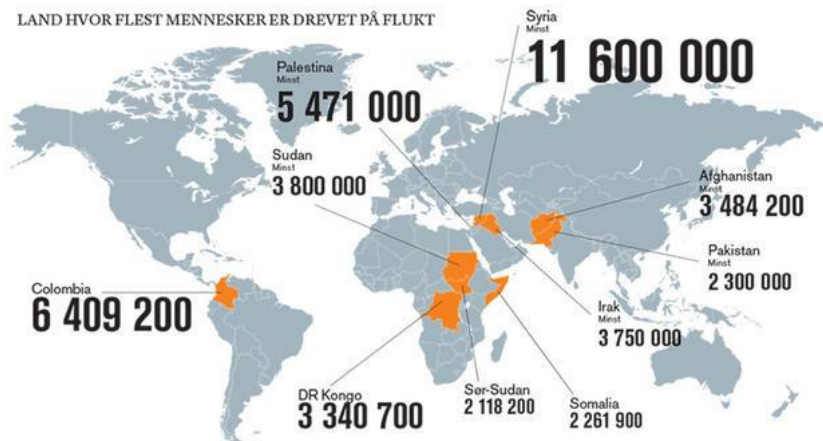 LAND HVOR FLEST MENNESKER ER DREVET PÅ FLUKT
Syria
Minst
11 600 000
Palestina
Minst
5 471 000
Sudan
Minst
3 800 000
Afghanistan
Minst
3 484 200
Pakistan
Minst
2 300 000
Colombia
6 409 200
Irak
Minst
3 750 000
DR Kongo
3 340 700
Sør-Sudan
2 118 200
Somalia
2 261 900